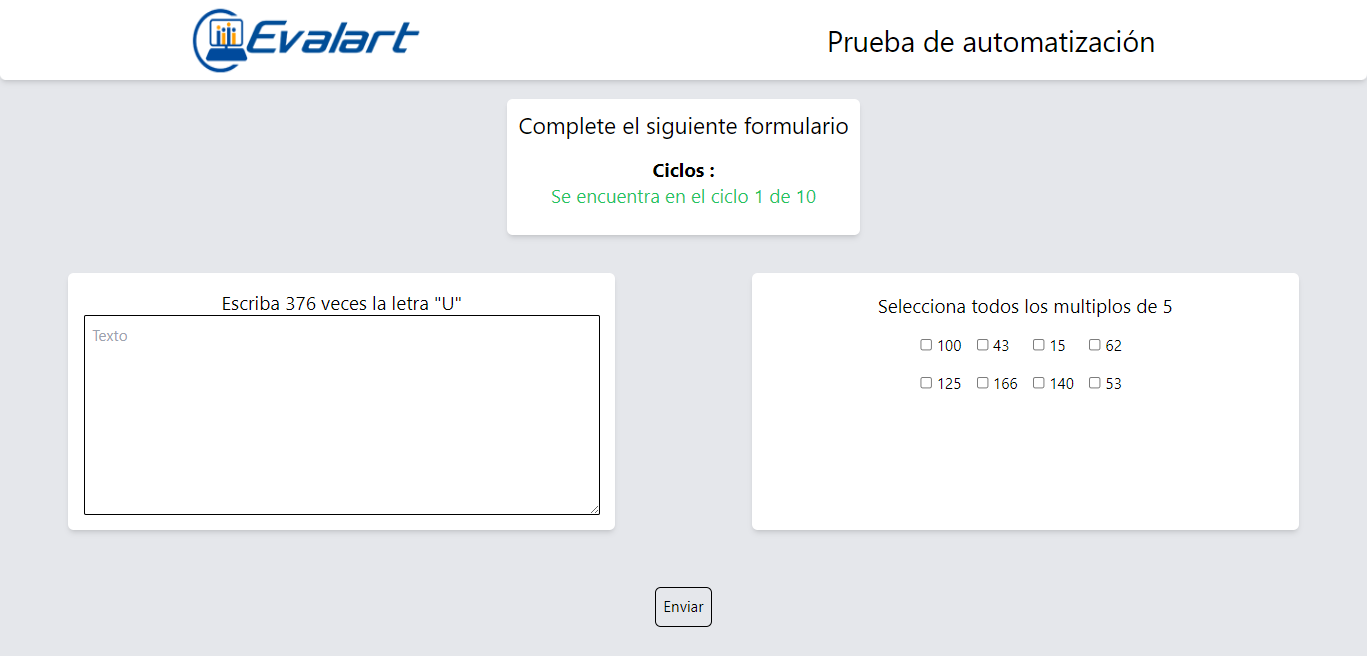 Evalart
Prueba de automatización
Complete el siguiente formulario
Ciclos :
Se encuentra en el ciclo 1 de 10
Escriba 376 veces la letra "U"
Texto
Selecciona todos los multiplos de 5
100 43 15 62
125 166 140 53
Enviar